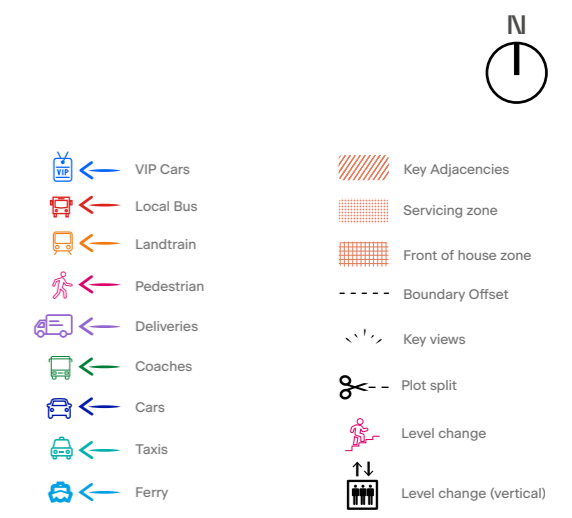 N
VIP
VIP Cars
Local Bus
Landtrain
Pedestrian
Deliveries
Coaches
Cars
Taxis
Ferry
Key Adjacencies
Servicing zone
Front of house zone
Boundary Offset
Key views
Plot split
Level change
Level change (vertical)